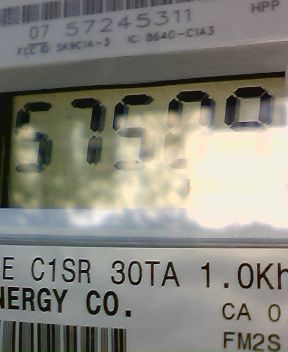 HPP
07 57245311
FCC ID: SK9C1A-3 IC: 864G-C1A3
E C1SR 30TA 1.0Kh
NERGY CO.
CA 0
FM2S